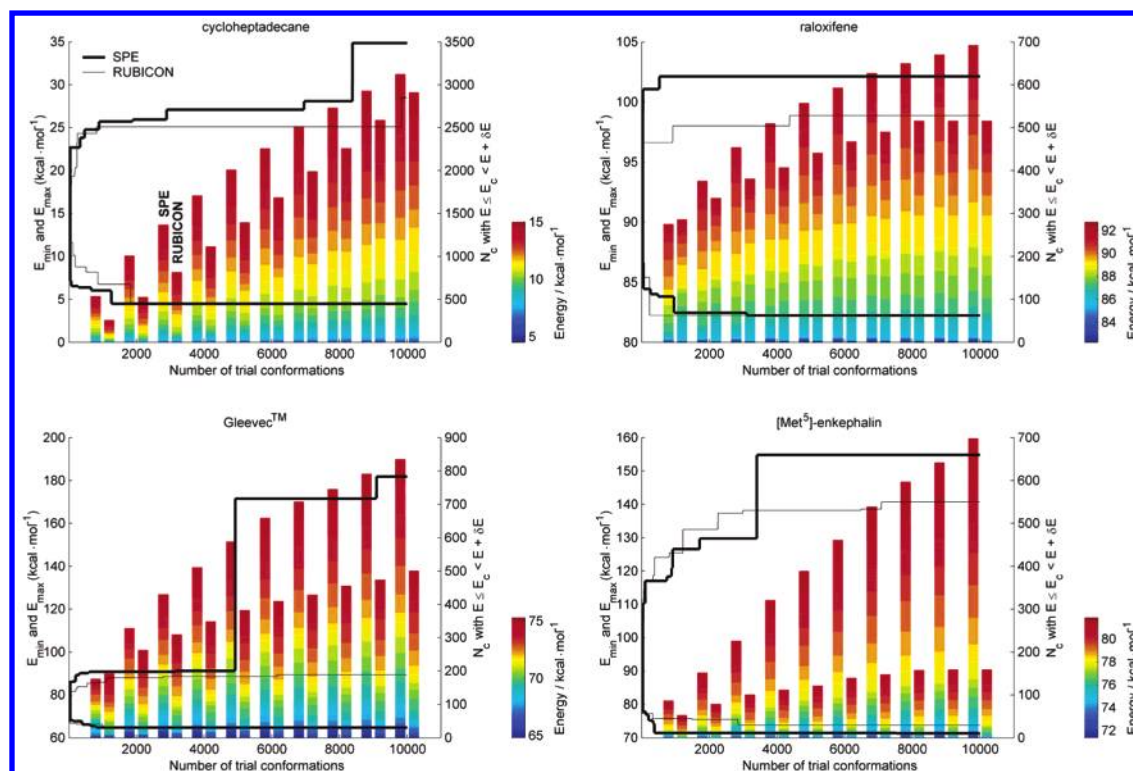 cycloheptadecane
SPE
RUBICON
SPE
RUBICON
35
30
25
20
15
10
5
0
E_min and E_max (kcal·mol⁻¹)
2000 4000 6000 8000 10000
Number of trial conformations
3500
3000
2500
2000
1500
1000
500
0
N_c with E ≤ E_c < E + δE
15
10
5
Energy / kcal·mol⁻¹
raloxifene
105
100
95
90
85
80
E_min and E_max (kcal·mol⁻¹)
2000 4000 6000 8000 10000
Number of trial conformations
700
600
500
400
300
200
100
0
N_c with E ≤ E_c < E + δE
92
90
88
86
84
Energy / kcal·mol⁻¹
Gleevec™
200
180
160
140
120
100
80
60
E_min and E_max (kcal·mol⁻¹)
2000 4000 6000 8000 10000
Number of trial conformations
900
800
700
600
500
400
300
200
100
0
N_c with E ≤ E_c < E + δE
75
70
65
Energy / kcal·mol⁻¹
[Met⁵]-enkephalin
160
150
140
130
120
110
100
90
80
70
E_min and E_max (kcal·mol⁻¹)
2000 4000 6000 8000 10000
Number of trial conformations
700
600
500
400
300
200
100
0
N_c with E ≤ E_c < E + δE
80
78
76
74
72
Energy / kcal·mol⁻¹